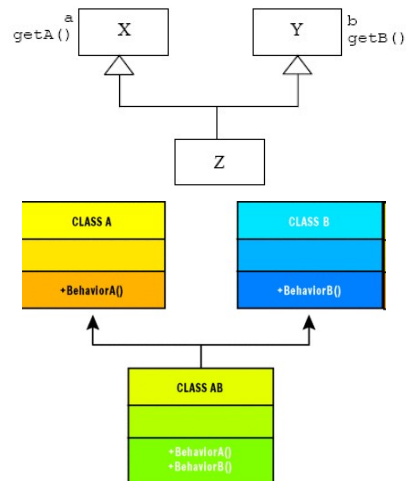 a
getA()
X
Y
b
getB()
Z
CLASS A
+BehaviorA()
CLASS B
+BehaviorB()
CLASS AB
+BehaviorA()
+BehaviorB()